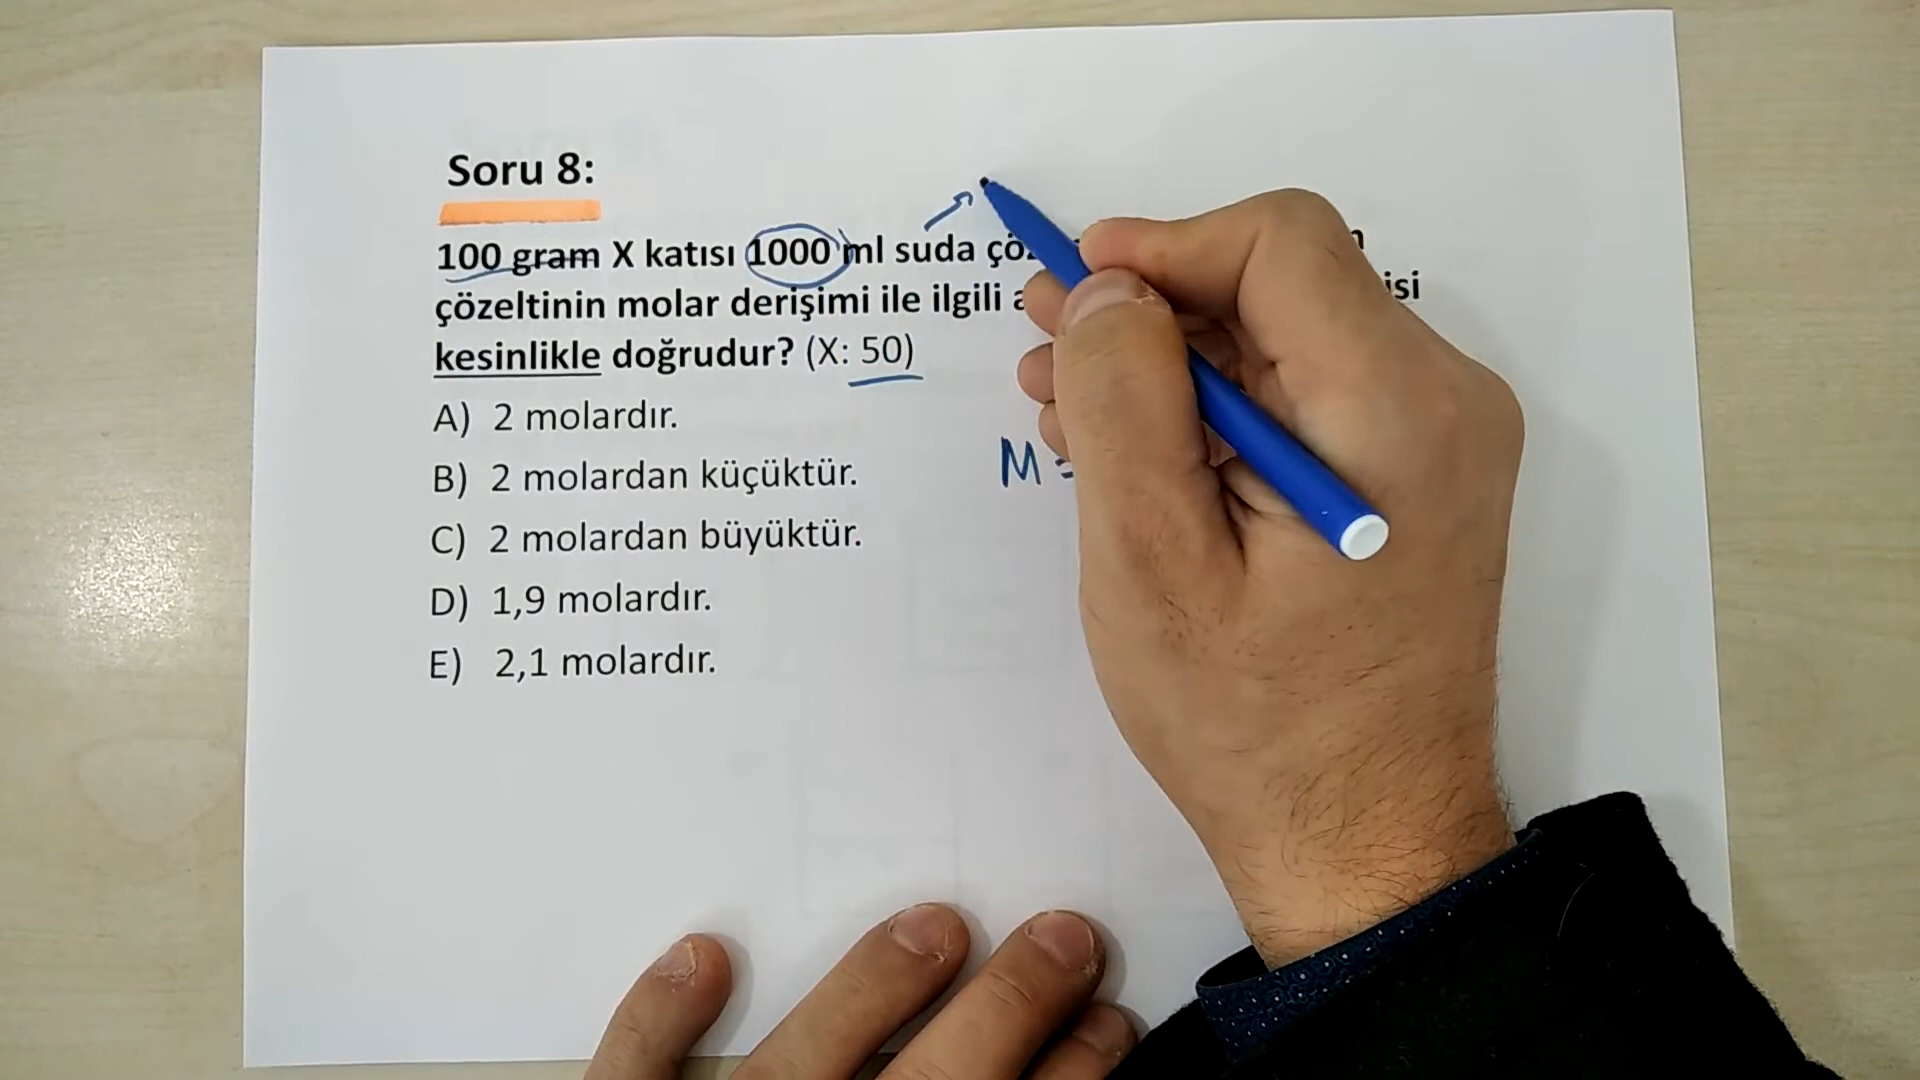 Soru 8:
100 gram X katısı 1000 ml suda
çözeltinin molar derişimi ile ilgili
kesinlikle doğrudur? (X: 50)
A) 2 molardır.
B) 2 molardan küçüktür.
C) 2 molardan büyüktür.
D) 1,9 molardır.
E) 2,1 molardır.
M =